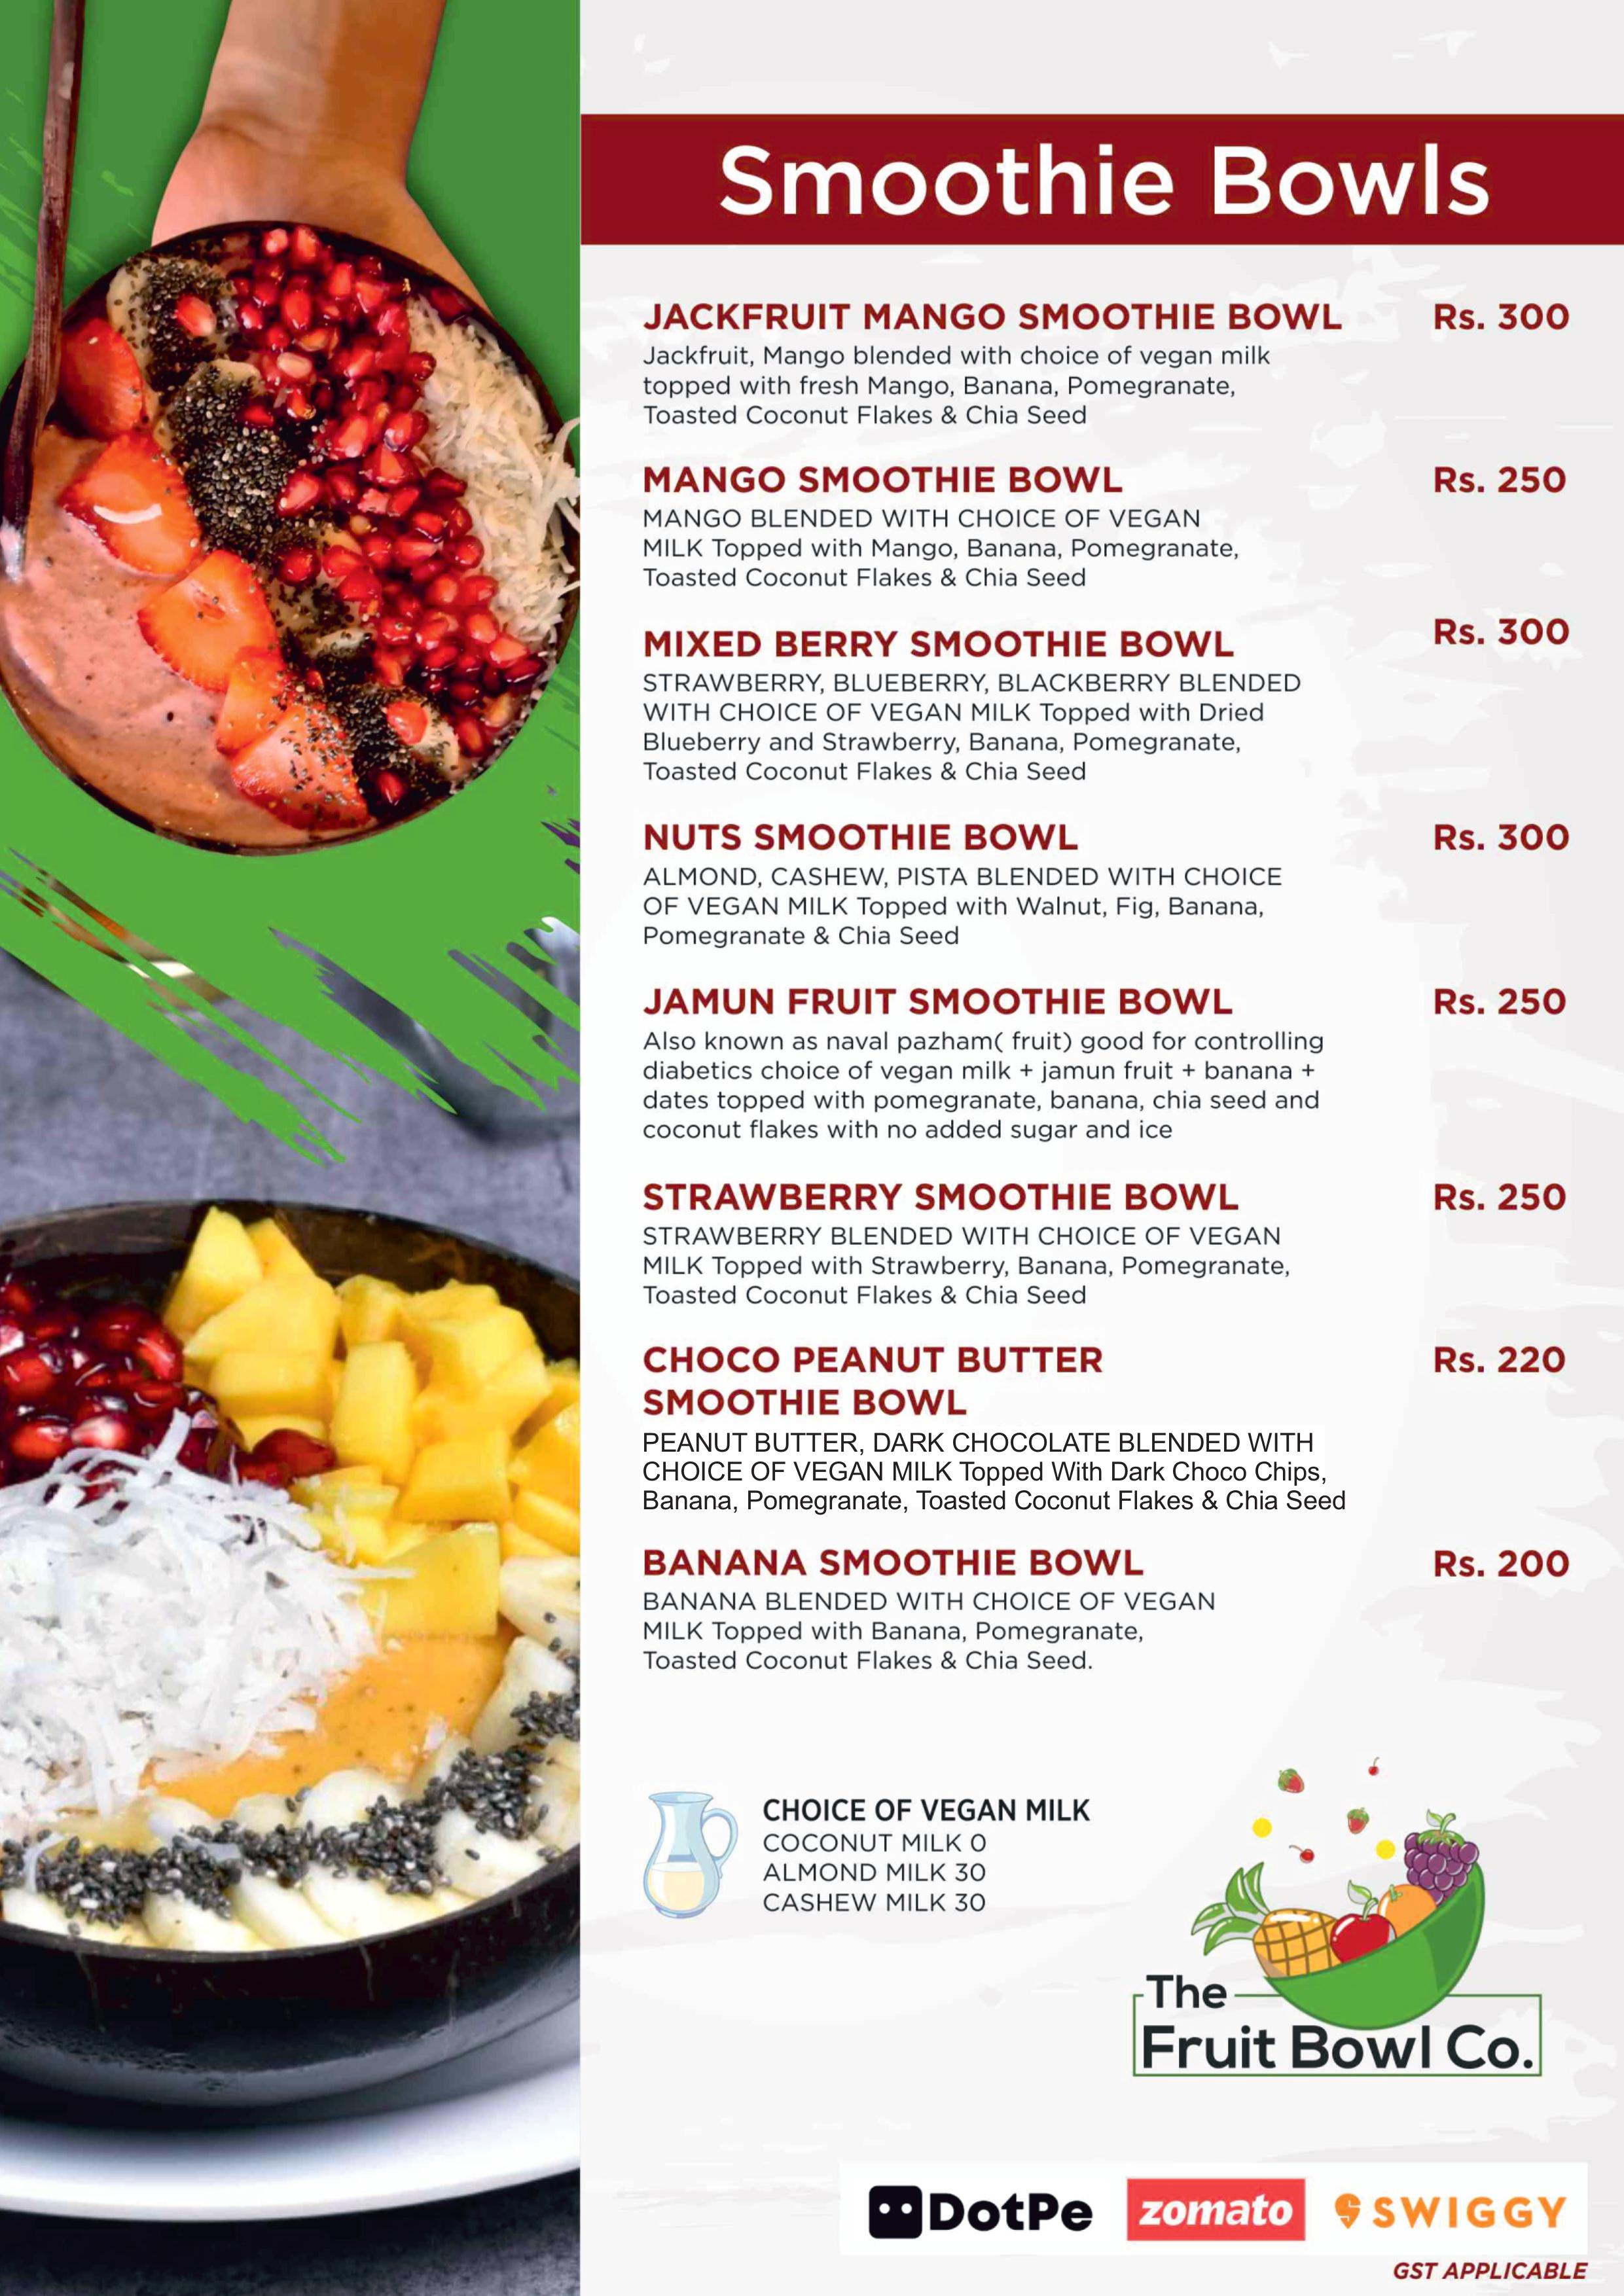 Smoothie Bowls
JACKFRUIT MANGO SMOOTHIE BOWL Rs. 300
Jackfruit, Mango blended with choice of vegan milk
topped with fresh Mango, Banana, Pomegranate,
Toasted Coconut Flakes & Chia Seed
MANGO SMOOTHIE BOWL Rs. 250
MANGO BLENDED WITH CHOICE OF VEGAN
MILK Topped with Mango, Banana, Pomegranate,
Toasted Coconut Flakes & Chia Seed
MIXED BERRY SMOOTHIE BOWL Rs. 300
STRAWBERRY, BLUEBERRY, BLACKBERRY BLENDED
WITH CHOICE OF VEGAN MILK Topped with Dried
Blueberry and Strawberry, Banana, Pomegranate,
Toasted Coconut Flakes & Chia Seed
NUTS SMOOTHIE BOWL Rs. 300
ALMOND, CASHEW, PISTA BLENDED WITH CHOICE
OF VEGAN MILK Topped with Walnut, Fig, Banana,
Pomegranate & Chia Seed
JAMUN FRUIT SMOOTHIE BOWL Rs. 250
Also known as naval pazham( fruit) good for controlling
diabetics choice of vegan milk + jamun fruit + banana +
dates topped with pomegranate, banana, chia seed and
coconut flakes with no added sugar and ice
STRAWBERRY SMOOTHIE BOWL Rs. 250
STRAWBERRY BLENDED WITH CHOICE OF VEGAN
MILK Topped with Strawberry, Banana, Pomegranate,
Toasted Coconut Flakes & Chia Seed
CHOCO PEANUT BUTTER Rs. 220
SMOOTHIE BOWL
PEANUT BUTTER, DARK CHOCOLATE BLENDED WITH
CHOICE OF VEGAN MILK Topped With Dark Choco Chips,
Banana, Pomegranate, Toasted Coconut Flakes & Chia Seed
BANANA SMOOTHIE BOWL Rs. 200
BANANA BLENDED WITH CHOICE OF VEGAN
MILK Topped with Banana, Pomegranate,
Toasted Coconut Flakes & Chia Seed.
CHOICE OF VEGAN MILK
COCONUT MILK 0
ALMOND MILK 30
CASHEW MILK 30
The
Fruit Bowl Co.
DotPe zomato SWIGGY
GST APPLICABLE